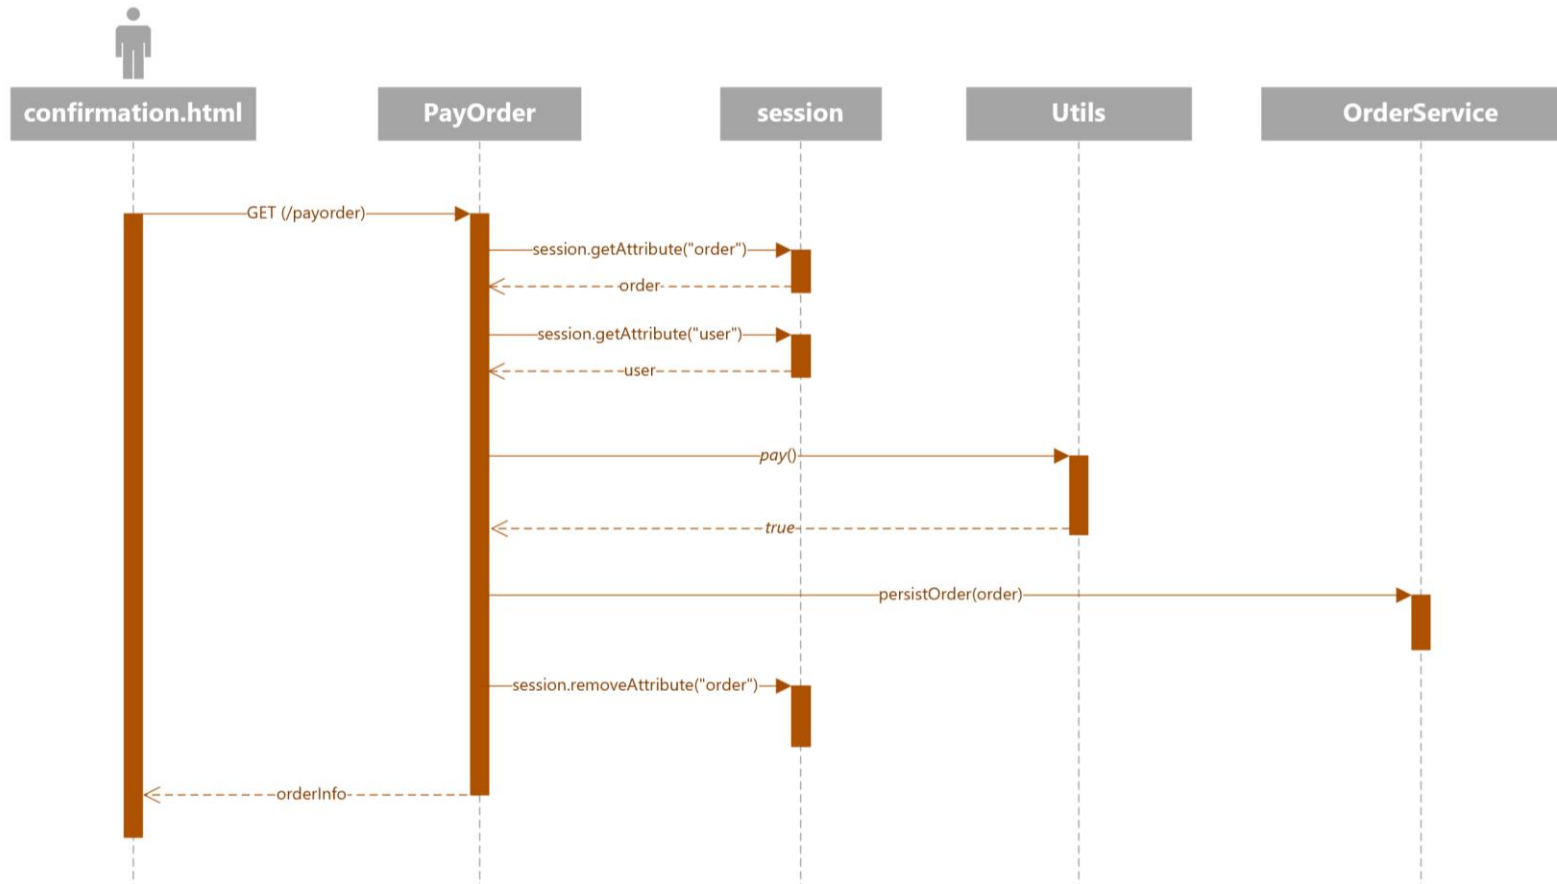 confirmation.html
PayOrder
session
Utils
OrderService
GET (/payorder)
session.getAttribute("order")
order
session.getAttribute("user")
user
pay()
true
persistOrder(order)
session.removeAttribute("order")
orderInfo